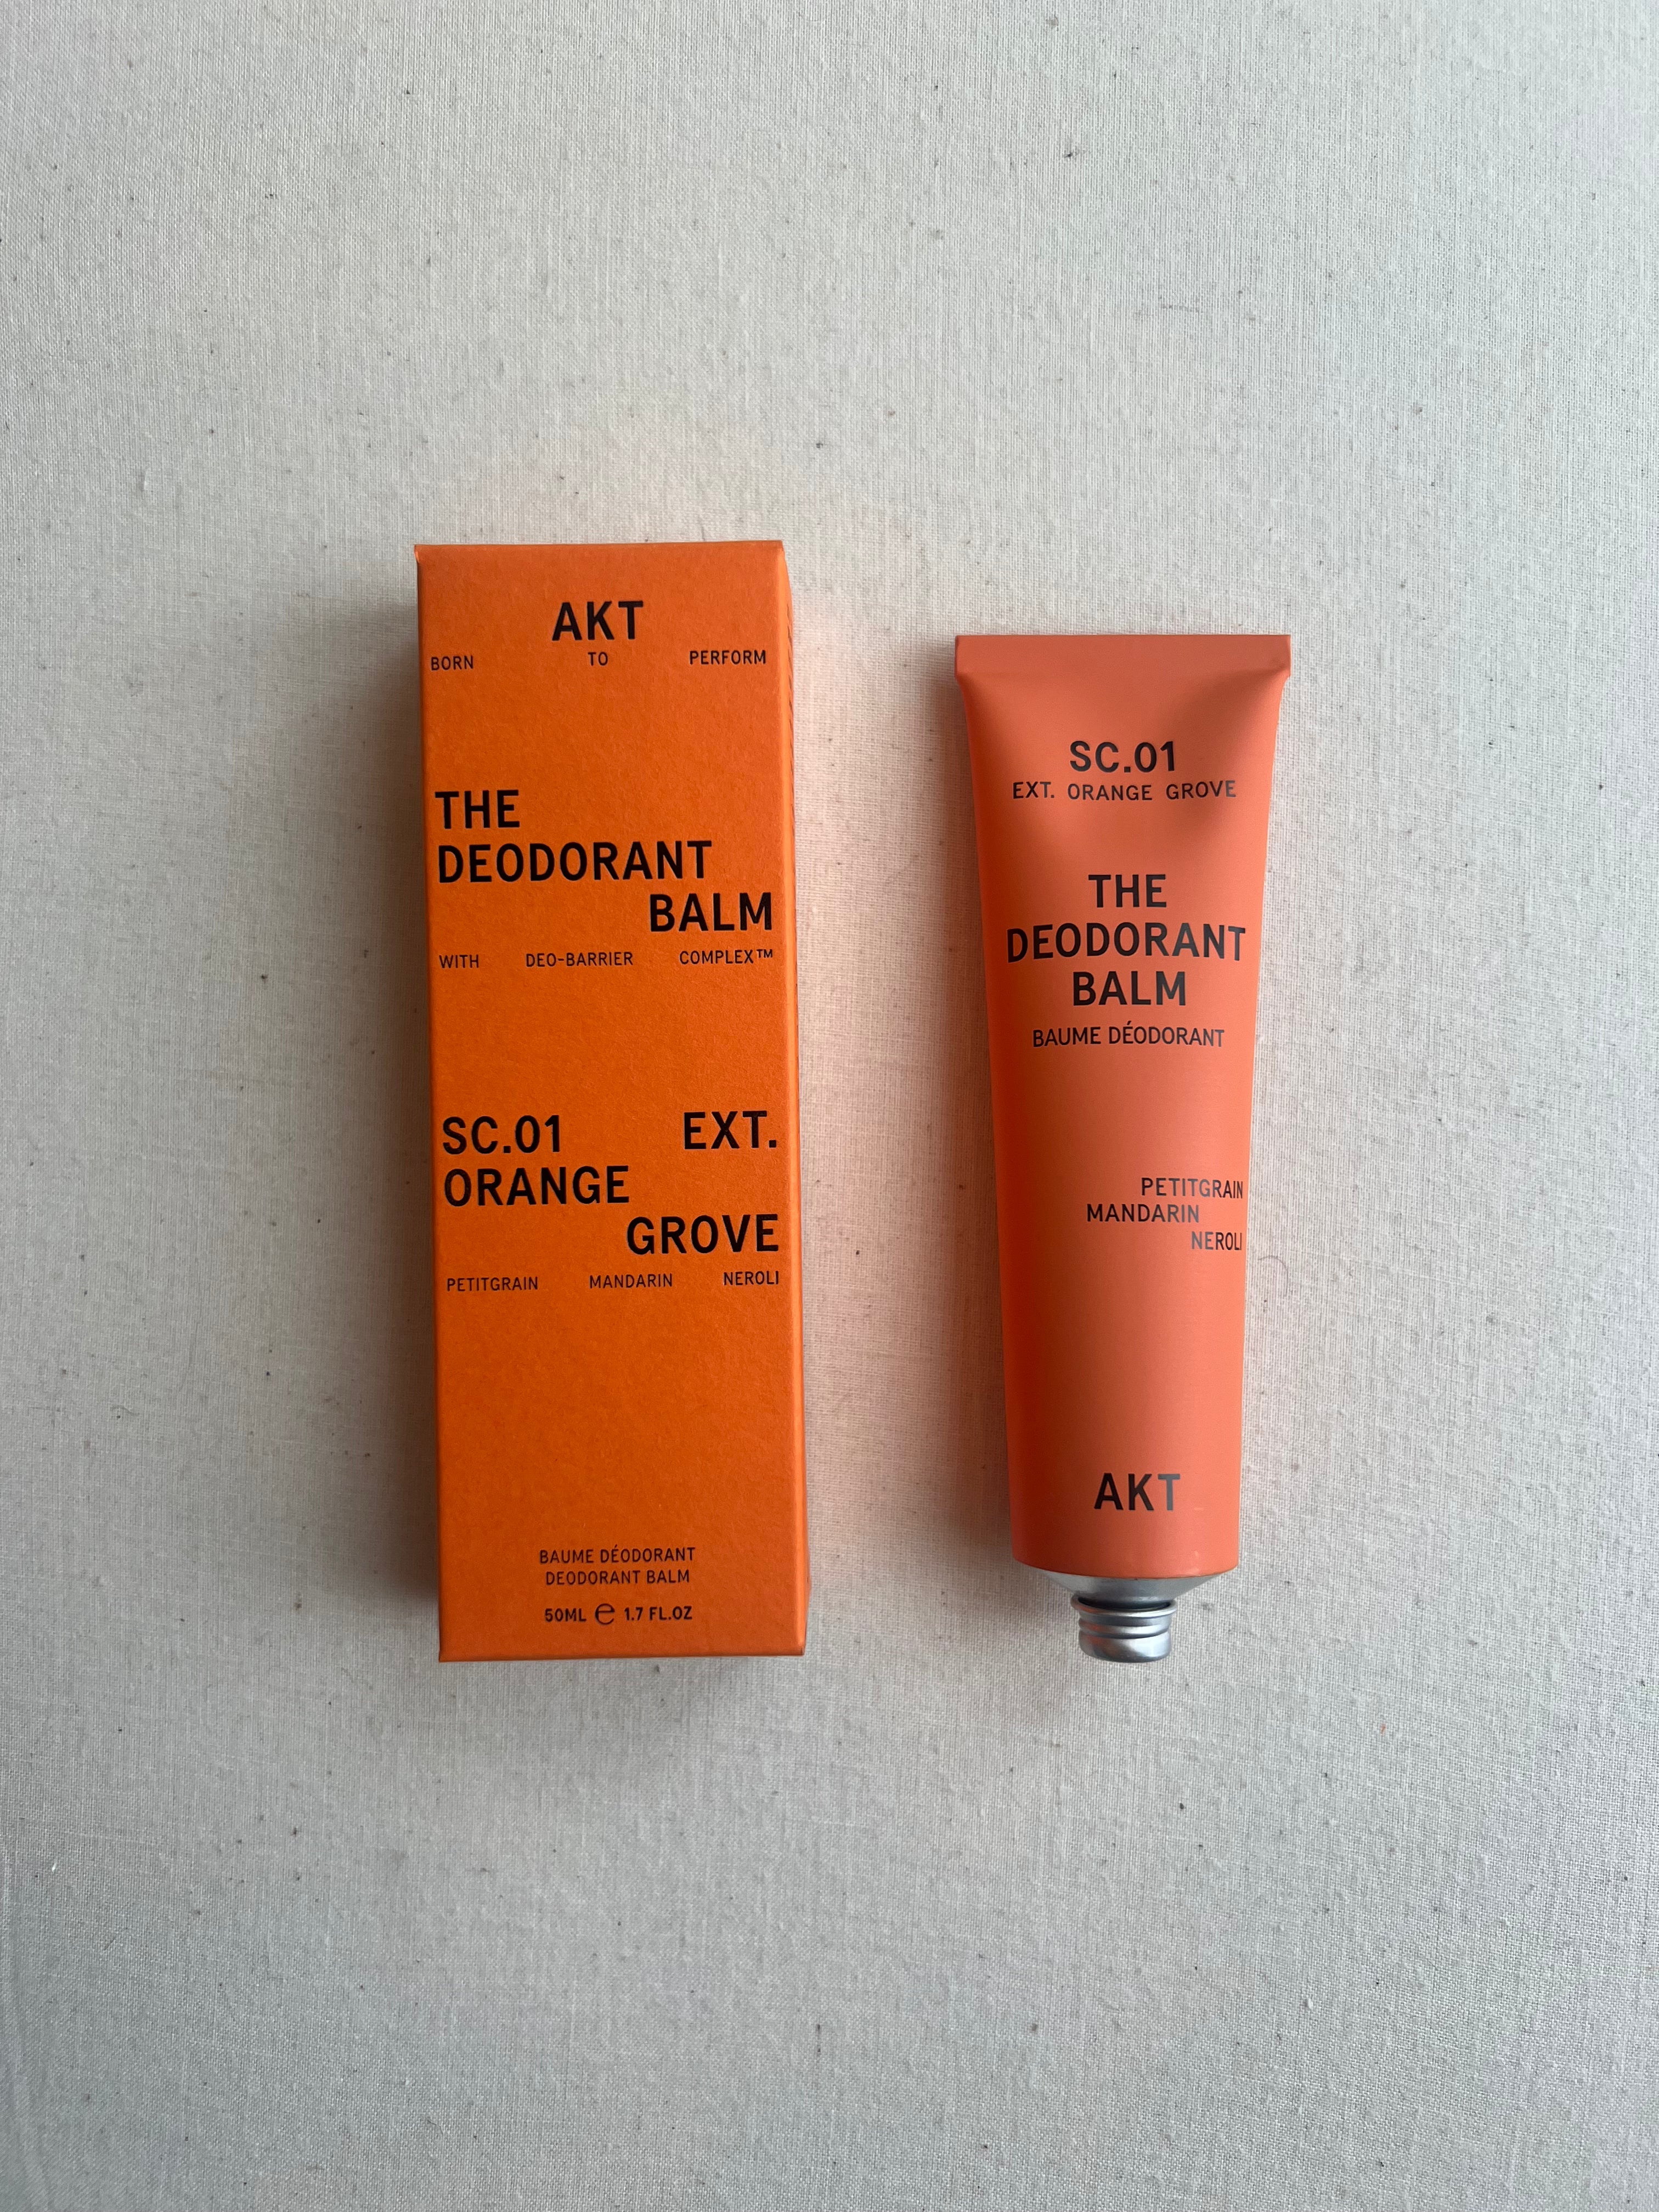 AKT
BORN TO PERFORM
THE
DEODORANT
BALM
WITH DEO-BARRIER COMPLEX™
SC.01 EXT.
ORANGE
GROVE
PETITGRAIN MANDARIN NEROLI
BAUME DÉODORANT
DEODORANT BALM
50ML ℮ 1.7 FL.OZ
SC.01
EXT. ORANGE GROVE
THE
DEODORANT
BALM
BAUME DÉODORANT
PETITGRAIN
MANDARIN
NEROLI
AKT